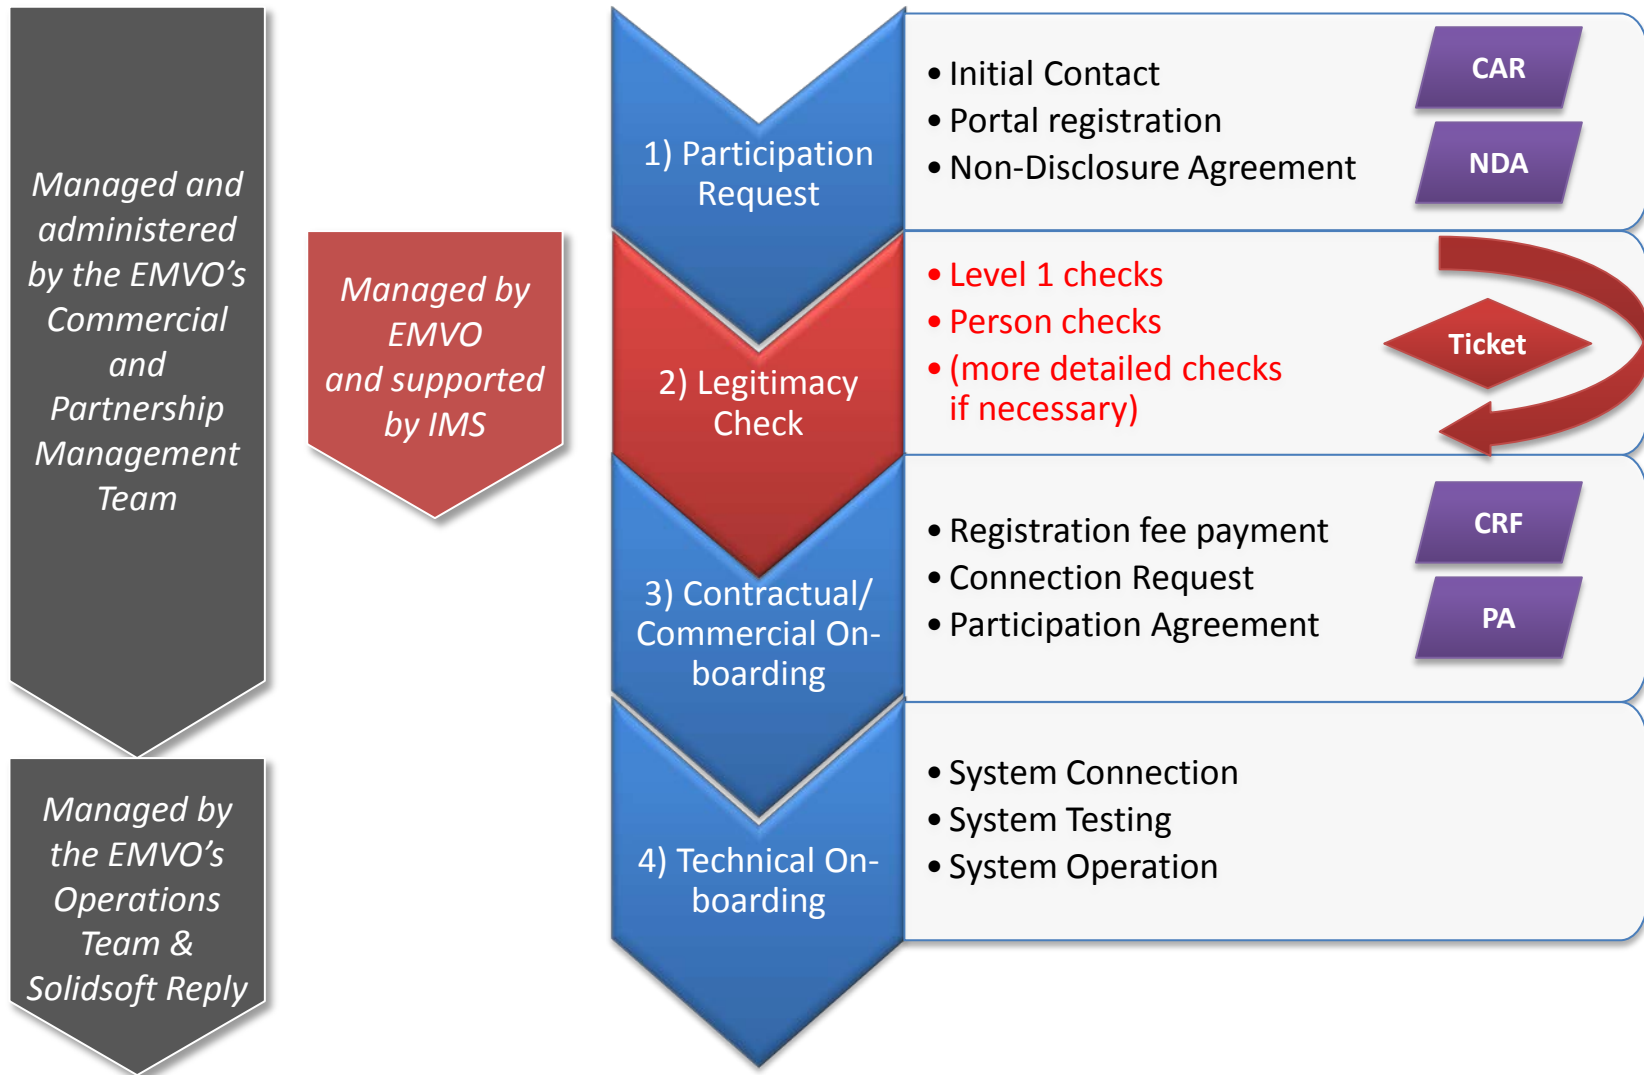 Managed and
administered
by the EMVO’s
Commercial
and
Partnership
Management
Team
Managed by
the EMVO’s
Operations
Team &
Solidsoft Reply
Managed by
EMVO
and supported
by IMS
1) Participation
Request
• Initial Contact
• Portal registration
• Non-Disclosure Agreement
CAR
NDA
2) Legitimacy
Check
• Level 1 checks
• Person checks
• (more detailed checks
if necessary)
Ticket
3) Contractual/
Commercial On-
boarding
• Registration fee payment
• Connection Request
• Participation Agreement
CRF
PA
4) Technical On-
boarding
• System Connection
• System Testing
• System Operation